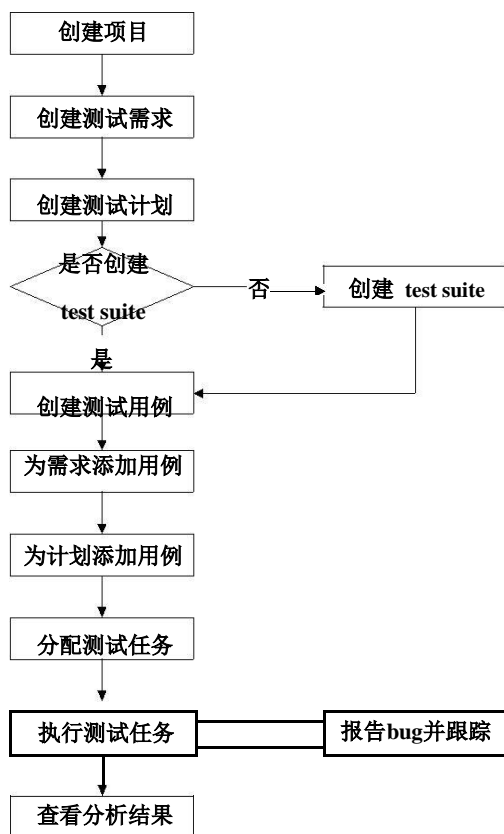 创建项目
创建测试需求
创建测试计划
是否创建
test suite
否
创建 test suite
是
创建测试用例
为需求添加用例
为计划添加用例
分配测试任务
执行测试任务
报告bug并跟踪
查看分析结果